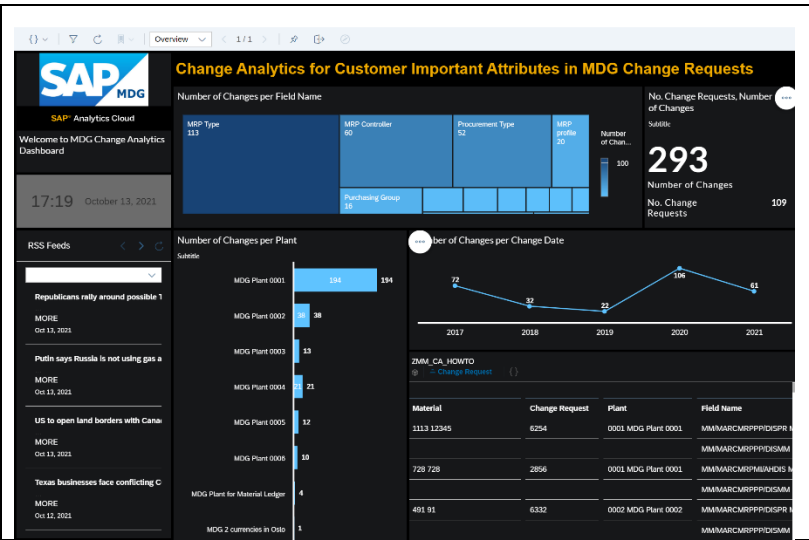 {}
Overview
1/1
SAP
MDG
SAP® Analytics Cloud
Welcome to MDG Change Analytics
Dashboard
17:19 October 13, 2021
RSS Feeds
Republicans rally around possible
MORE
Oct 13, 2021
Putin says Russia is not using gas a
MORE
Oct 13, 2021
US to open land borders with Cana
MORE
Oct 13, 2021
Texas businesses face conflicting C
MORE
Oct 12, 2021
Change Analytics for Customer Important Attributes in MDG Change Requests
Number of Changes per Field Name
MRP Type
113
MRP Controller
60
Procurement Type
52
MRP
profile
20
Purchasing Group
16
Number
of Chan...
100
No. Change Requests, Number
of Changes
Subtitle
293
Number of Changes
No. Change
Requests
109
Number of Changes per Plant
Subtitle
MDG Plant 0001 194 194
MDG Plant 0002 38 38
MDG Plant 0003 13
MDG Plant 0004 21 21
MDG Plant 0005 12
MDG Plant 0006 10
MDG Plant for Material Ledger 4
MDG 2 currencies in Oslo 1
ber of Changes per Change Date
72
32
22
106
61
2017 2018 2019 2020 2021
ZMM_CA_HOWTO
Change Request {}
Material Change Request Plant Field Name
1113 12345 6254 0001 MDG Plant 0001 MM/MARCMRPPP/DISPR M
MM/MARCMRPPP/DISMM
728 728 2856 0001 MDG Plant 0001 MM/MARCMRPMI/AHDIS M
MM/MARCMRPPP/DISMM
491 91 6332 0002 MDG Plant 0002 MM/MARCMRPPP/DISPR M
MM/MARCMRPPP/DISMM